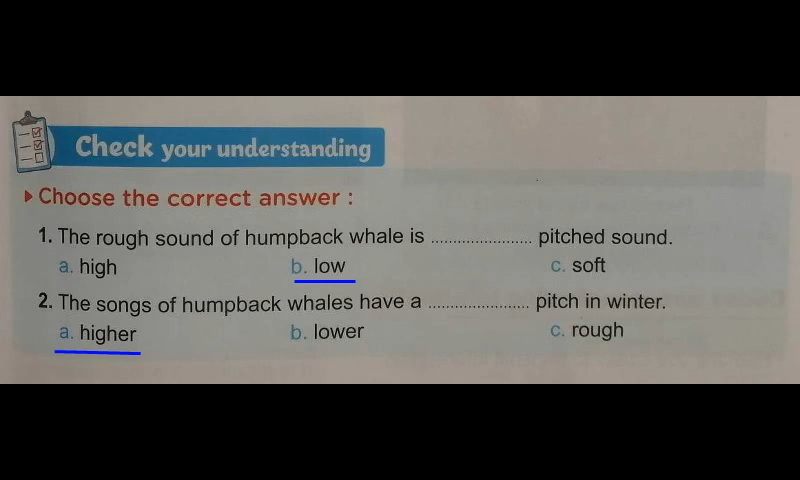 Check your understanding
Choose the correct answer :
1. The rough sound of humpback whale is ...................... pitched sound.
a. high b. low c. soft
2. The songs of humpback whales have a ...................... pitch in winter.
a. higher b. lower c. rough